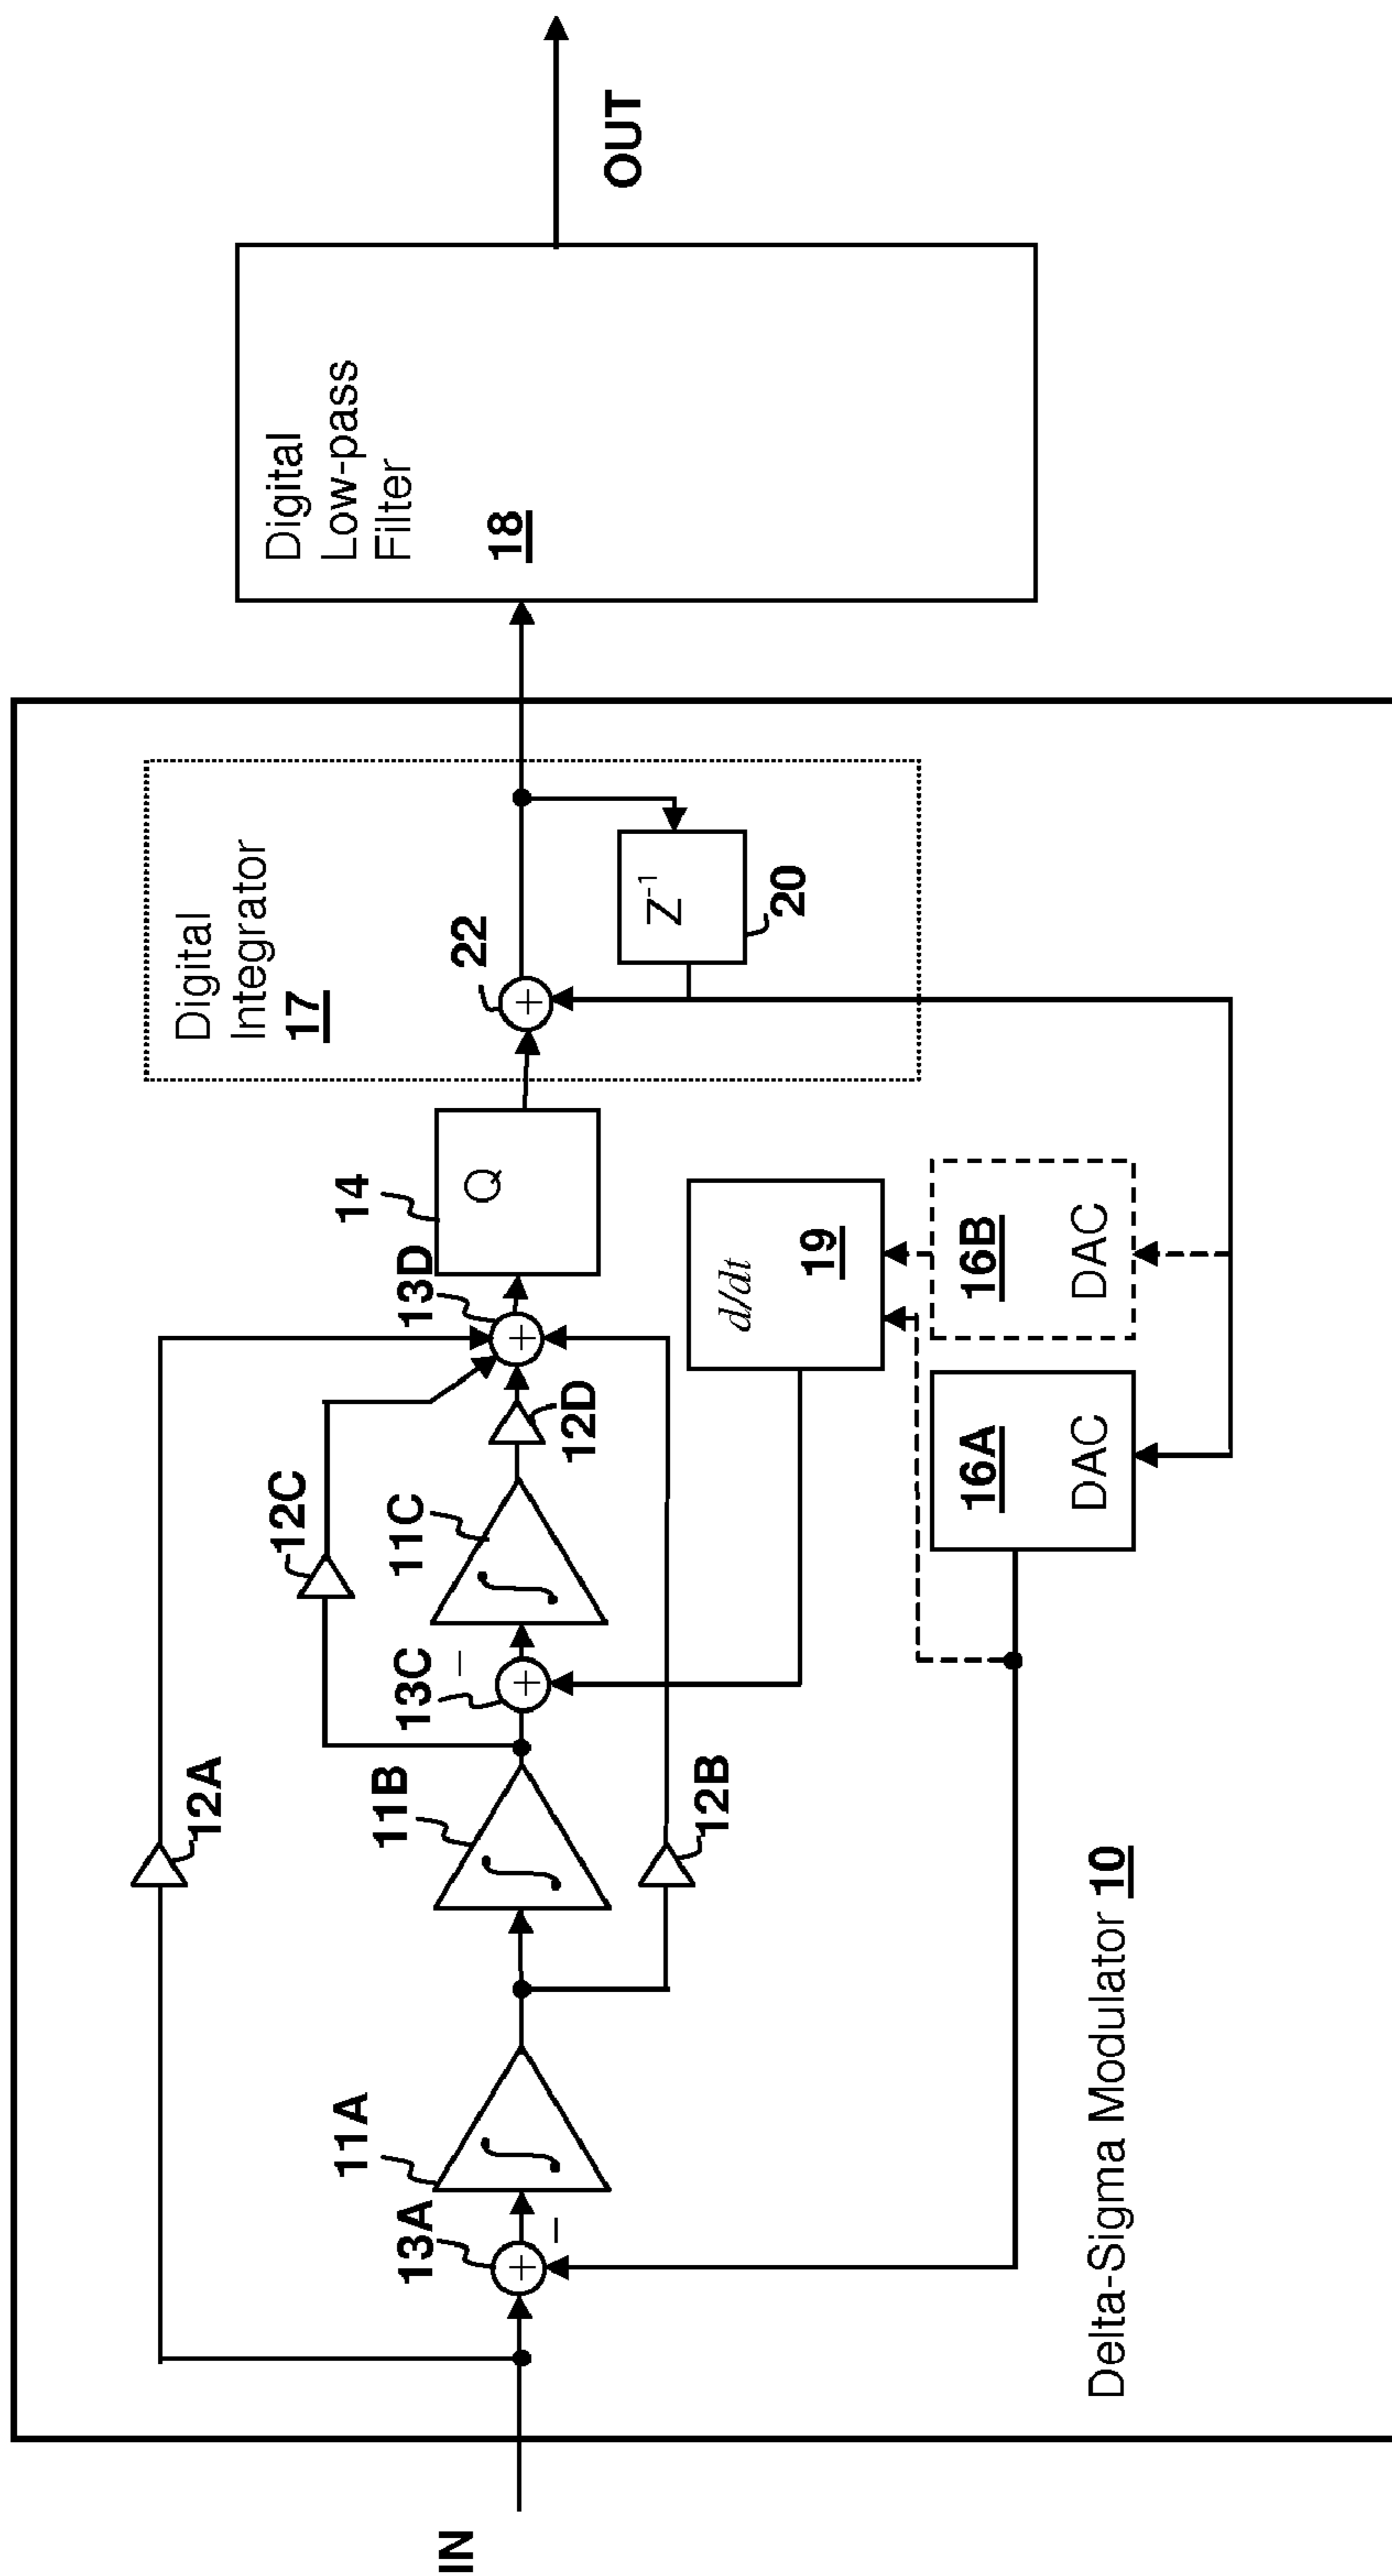 IN
13A
−
11A
∫
12A
11B
∫
12B
13C
−
12C
11C
∫
12D
13D
14
Q
Digital
Integrator
17
22
Z⁻¹
20
d/dt
19
16A
DAC
16B
DAC
Delta-Sigma Modulator 10
Digital
Low-pass
Filter
18
OUT